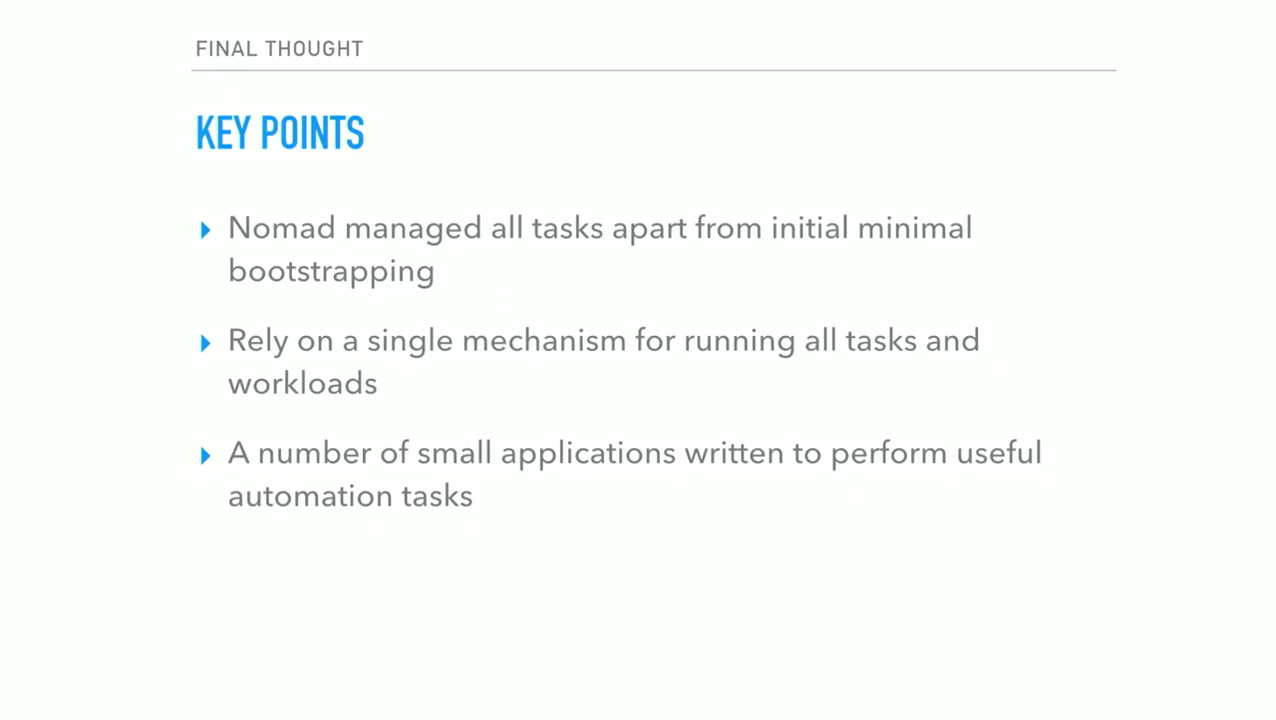 FINAL THOUGHT
KEY POINTS
Nomad managed all tasks apart from initial minimal
bootstrapping
Rely on a single mechanism for running all tasks and
workloads
A number of small applications written to perform useful
automation tasks